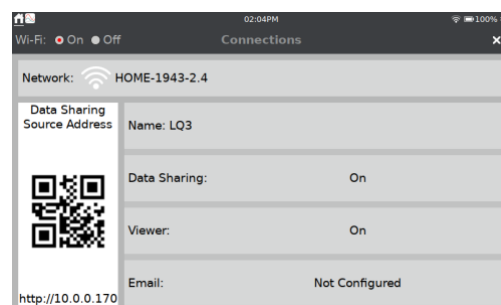 02:04PM
100%
Wi-Fi: On Off
Connections
x
Network: HOME-1943-2.4
Data Sharing
Source Address
Name: LQ3
Data Sharing: On
Viewer: On
Email: Not Configured
http://10.0.0.170